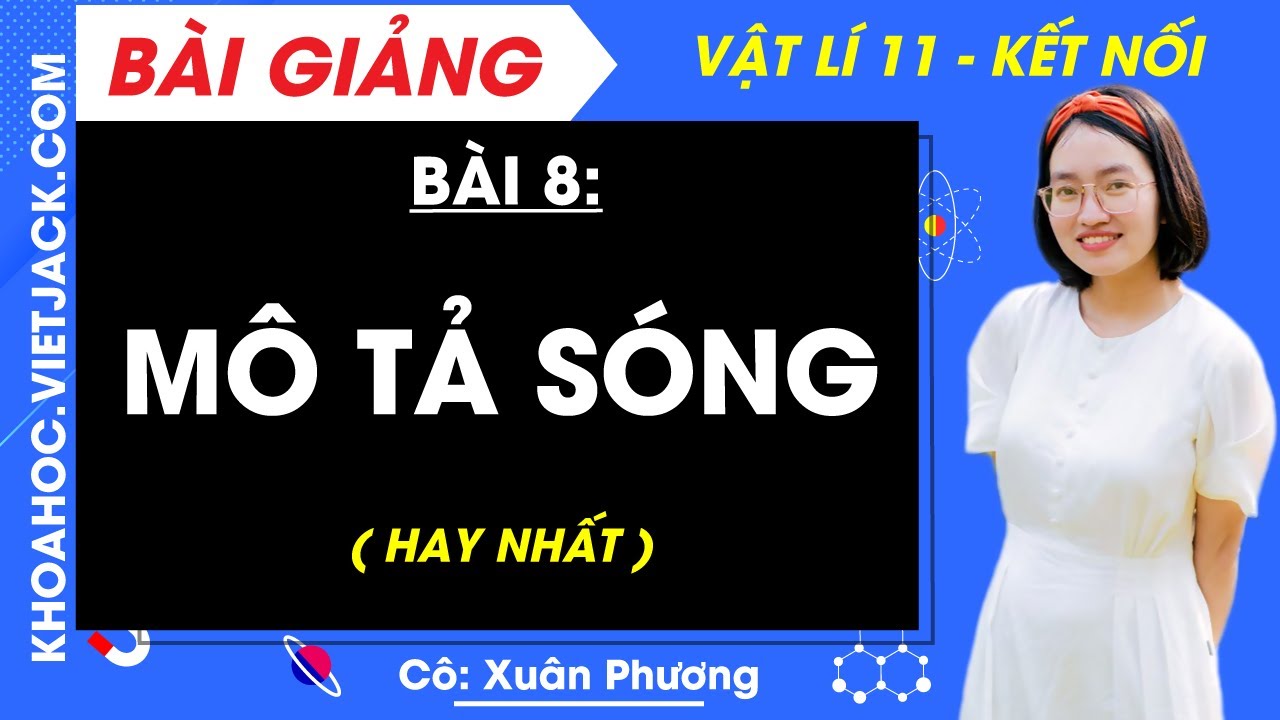 BÀI GIẢNG
VẬT LÍ 11 - KẾT NỐI
KHOAHOC.VIETJACK.COM
BÀI 8:
MÔ TẢ SÓNG
( HAY NHẤT )
Cô: Xuân Phương